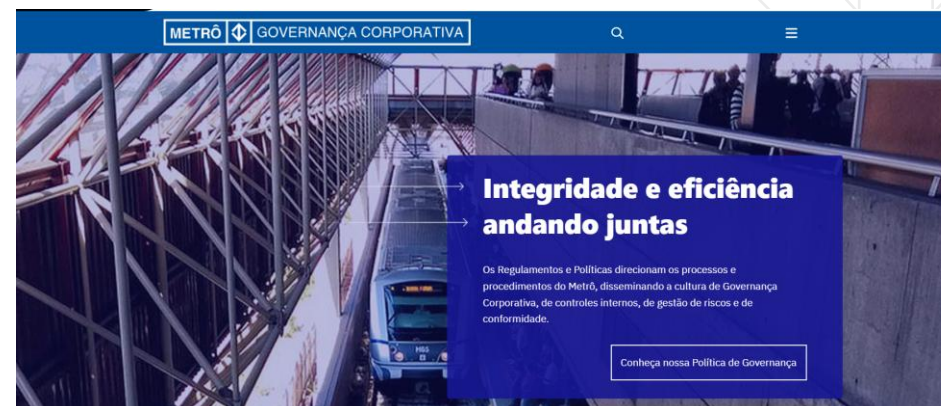 METRÔ GOVERNANÇA CORPORATIVA
Integridade e eficiência
andando juntas
Os Regulamentos e Políticas direcionam os processos e
procedimentos do Metrô, disseminando a cultura de Governança
Corporativa, de controles internos, de gestão de riscos e de
conformidade.
Conheça nossa Política de Governança